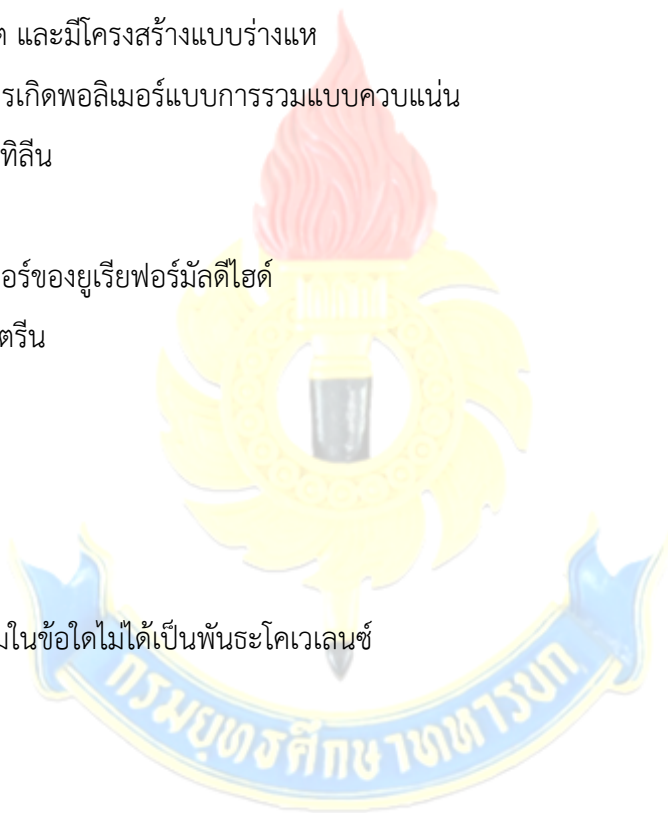 และมีโครงสร้างแบบร่างแห
รเกิดพอลิเมอร์แบบการรวมแบบควบแน่น
ทิลีน
อร์ของยูเรียฟอร์มัลดีไฮด์
ตรีน
มในข้อใดไม่ได้เป็นพันธะโคเวเลนซ์
กรมยุทธศึกษาทหารบก